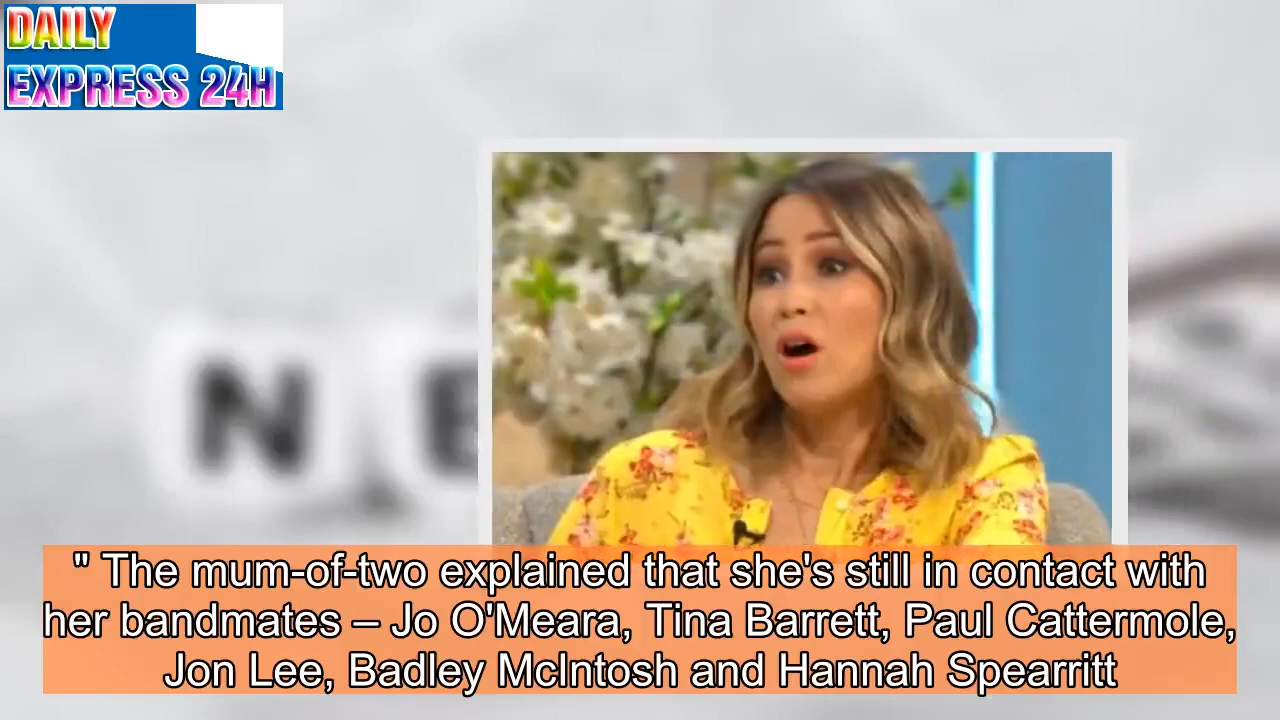 DAILY
EXPRESS 24H
N E
" The mum-of-two explained that she's still in contact with
her bandmates – Jo O'Meara, Tina Barrett, Paul Cattermole,
Jon Lee, Badley McIntosh and Hannah Spearritt